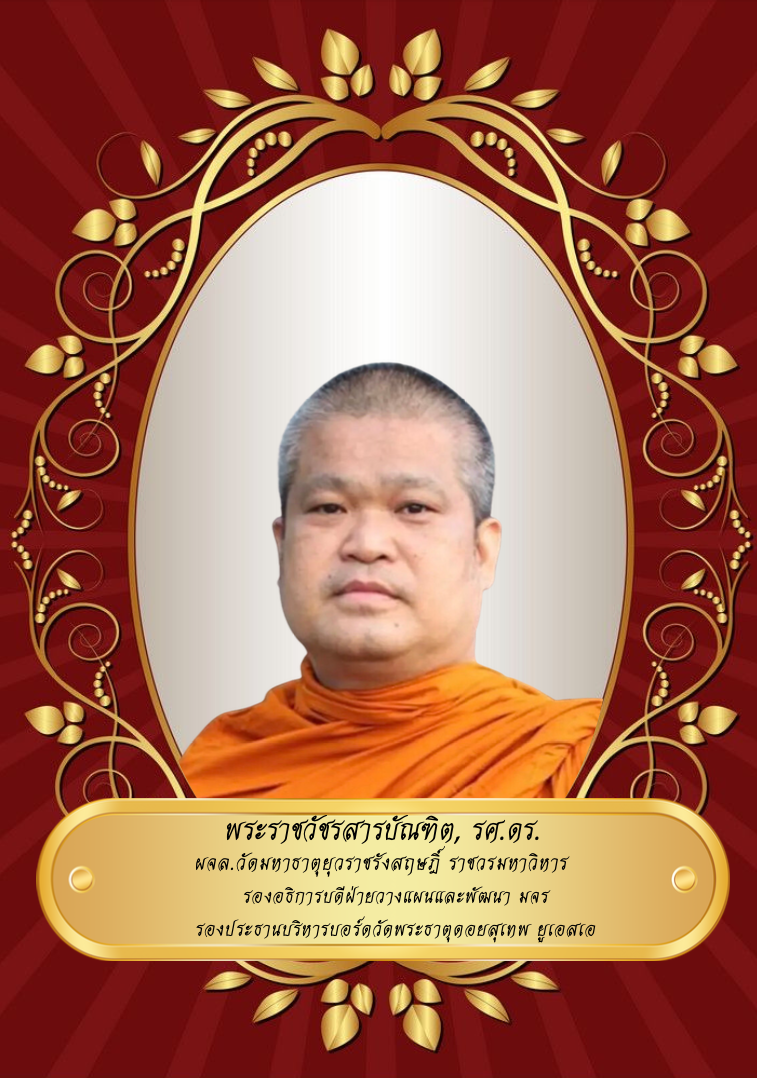 พระราชวัชรสารบัณฑิต, รศ.ดร.
ผจล.วัดมหาธาตุยุวราชรังสฤษฎิ์ ราชวรมหาวิหาร
รองอธิการบดีฝ่ายวางแผนและพัฒนา มจร
รองประธานบริหารบอร์ดวัดพระธาตุดอยสุเทพ ยูเอสเอ